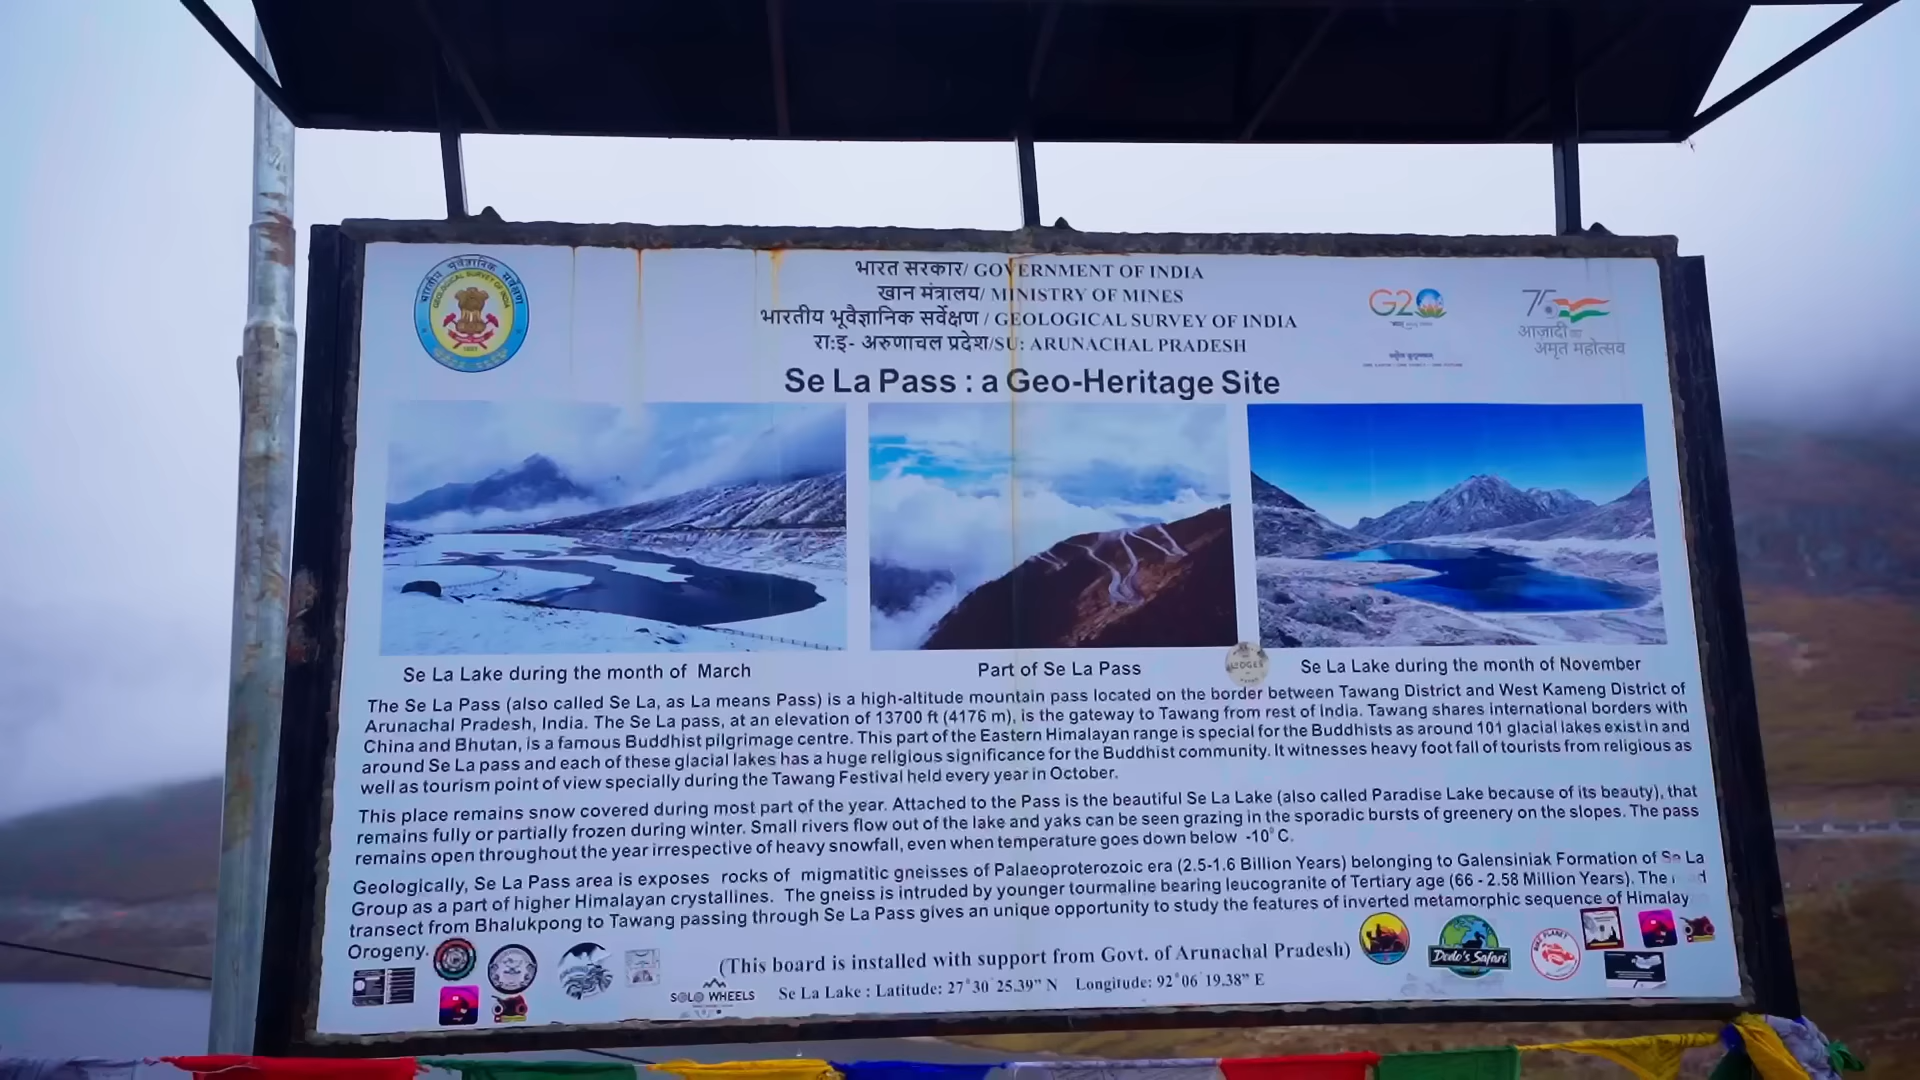 भारतीय भूवैज्ञानिक सर्वेक्षण
GEOLOGICAL SURVEY OF INDIA
भारत सरकार/ GOVERNMENT OF INDIA
खान मंत्रालय/ MINISTRY OF MINES
भारतीय भूवैज्ञानिक सर्वेक्षण / GEOLOGICAL SURVEY OF INDIA
रा:इ- अरुणाचल प्रदेश/SU: ARUNACHAL PRADESH
G20
75
आज़ादी का
अमृत महोत्सव
Se La Pass : a Geo-Heritage Site
Se La Lake during the month of March
Part of Se La Pass
Se La Lake during the month of November
The Se La Pass (also called Se La, as La means Pass) is a high-altitude mountain pass located on the border between Tawang District and West Kameng District of
Arunachal Pradesh, India. The Se La pass, at an elevation of 13700 ft (4176 m), is the gateway to Tawang from rest of India. Tawang shares international borders with
China and Bhutan, is a famous Buddhist pilgrimage centre. This part of the Eastern Himalayan range is special for the Buddhists as around 101 glacial lakes exist in and
around Se La pass and each of these glacial lakes has a huge religious significance for the Buddhist community. It witnesses heavy foot fall of tourists from religious as
well as tourism point of view specially during the Tawang Festival held every year in October.
This place remains snow covered during most part of the year. Attached to the Pass is the beautiful Se La Lake (also called Paradise Lake because of its beauty), that
remains fully or partially frozen during winter. Small rivers flow out of the lake and yaks can be seen grazing in the sporadic bursts of greenery on the slopes. The pass
remains open throughout the year irrespective of heavy snowfall, even when temperature goes down below -10°C.
Geologically, Se La Pass area is exposes rocks of migmatitic gneisses of Palaeoproterozoic era (2.5-1.6 Billion Years) belonging to Galensiniak Formation of Se La
Group as a part of higher Himalayan crystallines. The gneiss is intruded by younger tourmaline bearing leucogranite of Tertiary age (66 - 2.58 Million Years). The
transect from Bhalukpong to Tawang passing through Se La Pass gives an unique opportunity to study the features of inverted metamorphic sequence of Himalay
Orogeny.
(This board is installed with support from Govt. of Arunachal Pradesh)
Se La Lake : Latitude: 27°30'25.39" N Longitude: 92°06'19.38" E
SOLO WHEELS
Dodo's Safari
PLANET